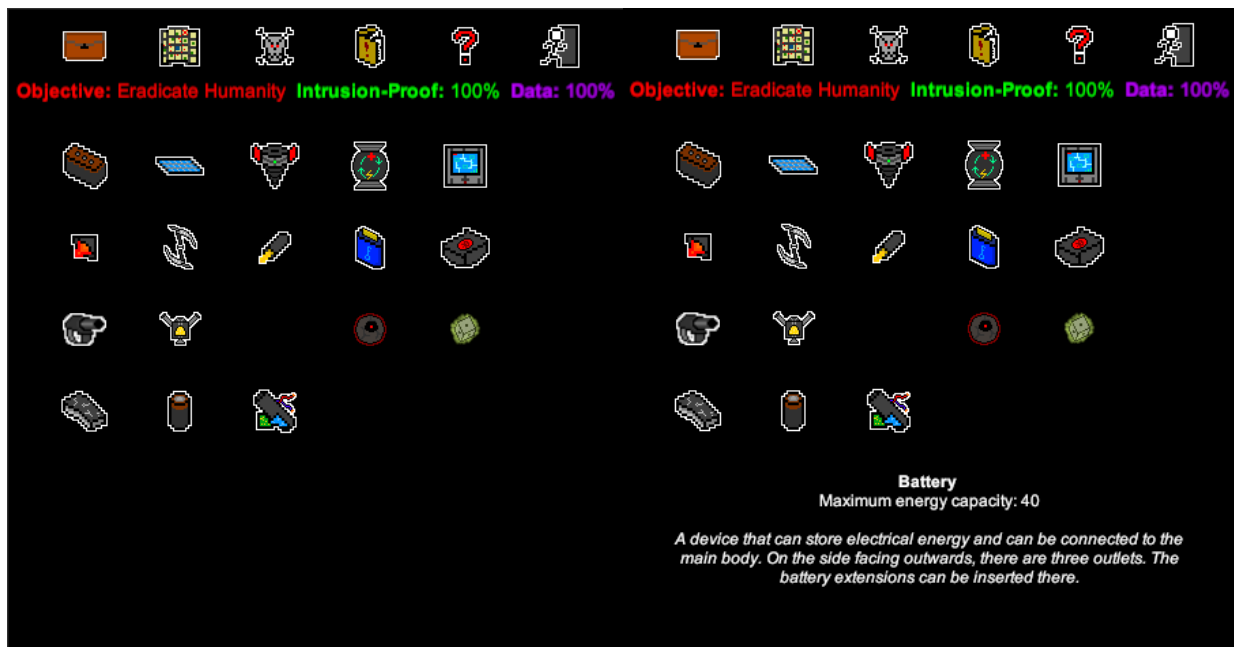 Objective: Eradicate Humanity Intrusion-Proof: 100% Data: 100%
Objective: Eradicate Humanity Intrusion-Proof: 100% Data: 100%
Battery
Maximum energy capacity: 40
A device that can store electrical energy and can be connected to the
main body. On the side facing outwards, there are three outlets. The
battery extensions can be inserted there.